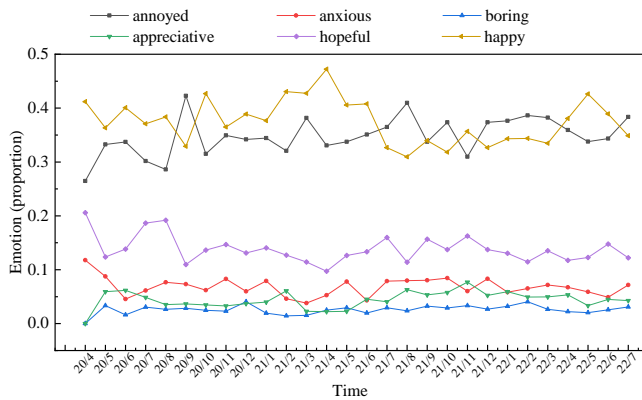 annoyed anxious boring
appreciative hopeful happy
0.5
0.4
0.3
0.2
0.1
0.0
Emotion (proportion)
20/4 20/5 20/6 20/7 20/8 20/9 20/10 20/11 20/12 21/1 21/2 21/3 21/4 21/5 21/6 21/7 21/8 21/9 21/10 21/11 21/12 22/1 22/2 22/3 22/4 22/5 22/6 22/7
Time